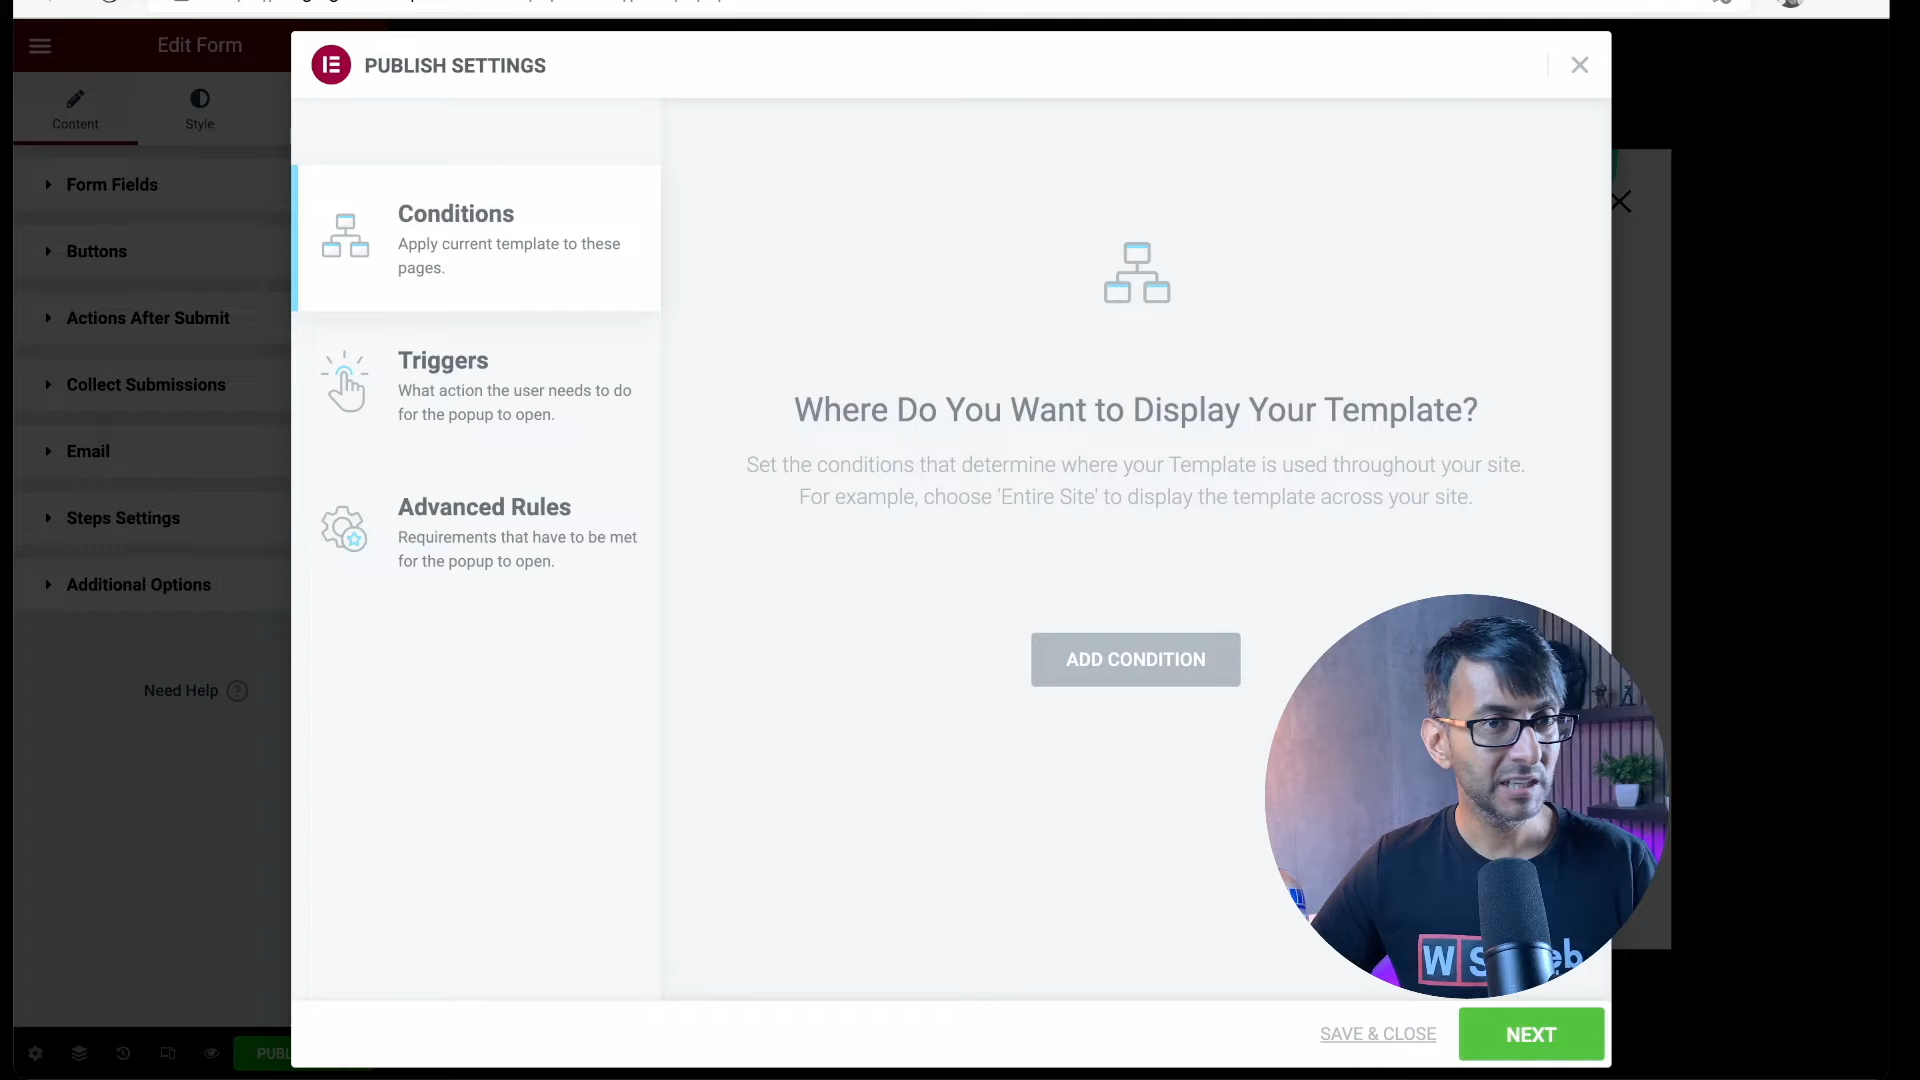 Edit Form
PUBLISH SETTINGS
Content
Style
Form Fields
Buttons
Actions After Submit
Collect Submissions
Email
Steps Settings
Additional Options
Need Help ?
Conditions
Apply current template to these
pages.
Triggers
What action the user needs to do
for the popup to open.
Advanced Rules
Requirements that have to be met
for the popup to open.
Where Do You Want to Display Your Template?
Set the conditions that determine where your Template is used throughout your site.
For example, choose 'Entire Site' to display the template across your site.
ADD CONDITION
SAVE & CLOSE
NEXT